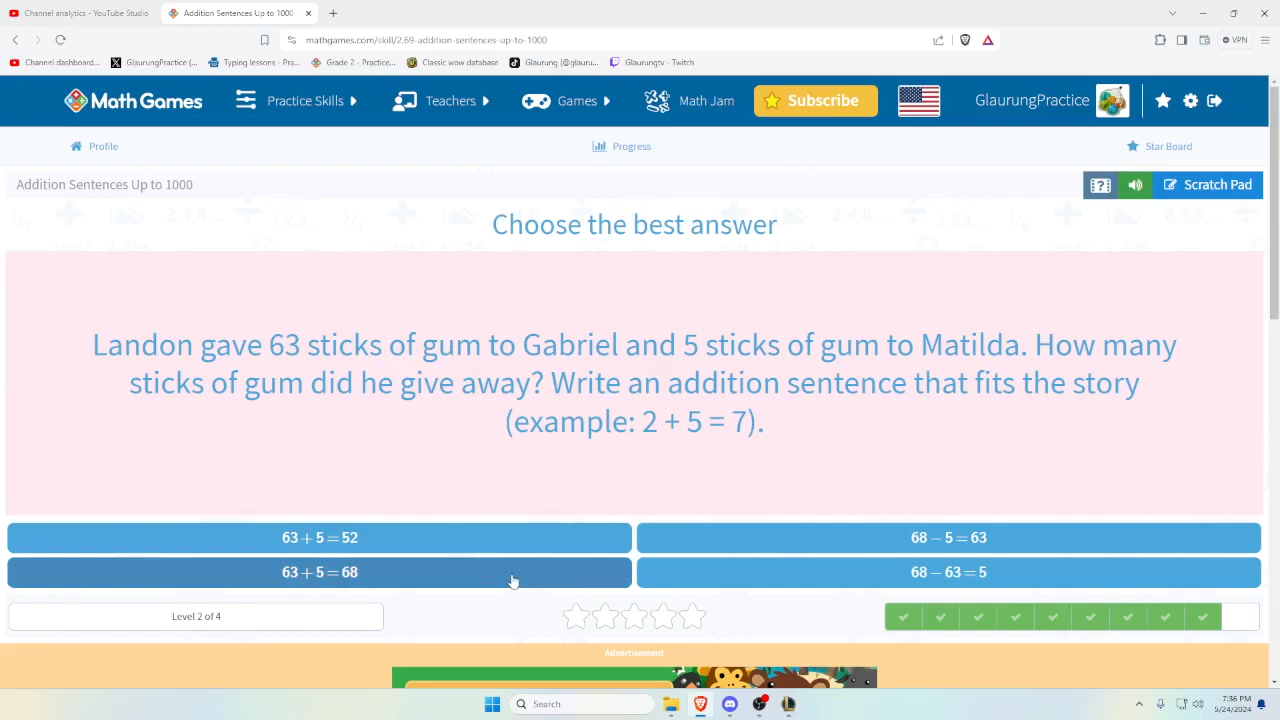 Channel analytics - YouTube Studio
Addition Sentences Up to 1000
mathgames.com/skill/2.69-addition-sentences-up-to-1000
VPN
Channel dashboard...
GlaurungPractice (...
Typing lessons - Pra...
Grade 2 - Practice...
Classic wow database
Glaurung (@glauru...
Glaurungtv - Twitch
Math Games
Practice Skills
Teachers
Games
Math Jam
Subscribe
GlaurungPractice
Profile
Progress
Star Board
Addition Sentences Up to 1000
Scratch Pad
Choose the best answer
Landon gave 63 sticks of gum to Gabriel and 5 sticks of gum to Matilda. How many
sticks of gum did he give away? Write an addition sentence that fits the story
(example: 2 + 5 = 7).
63 + 5 = 52
68 − 5 = 63
63 + 5 = 68
68 − 63 = 5
Level 2 of 4
Advertisement
Search
7:36 PM
5/24/2024